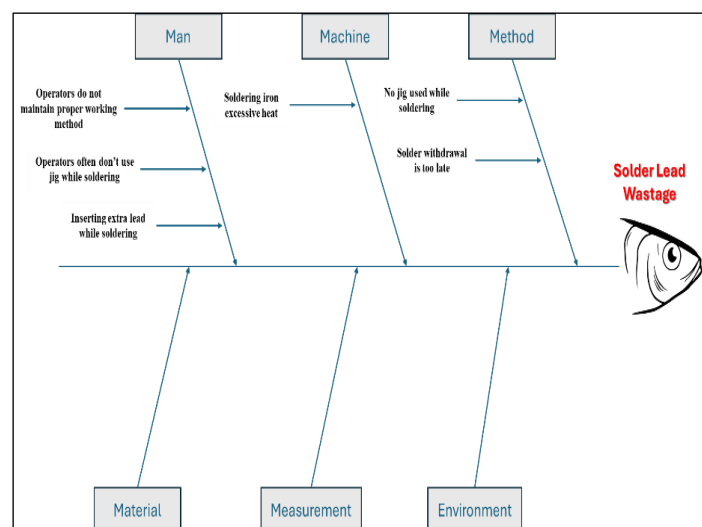 Man
Machine
Method
Operators do not
maintain proper working
method
Operators often don't use
jig while soldering
Inserting extra lead
while soldering
Soldering iron
excessive heat
No jig used while
soldering
Solder withdrawal
is too late
Solder Lead
Wastage
Material
Measurement
Environment